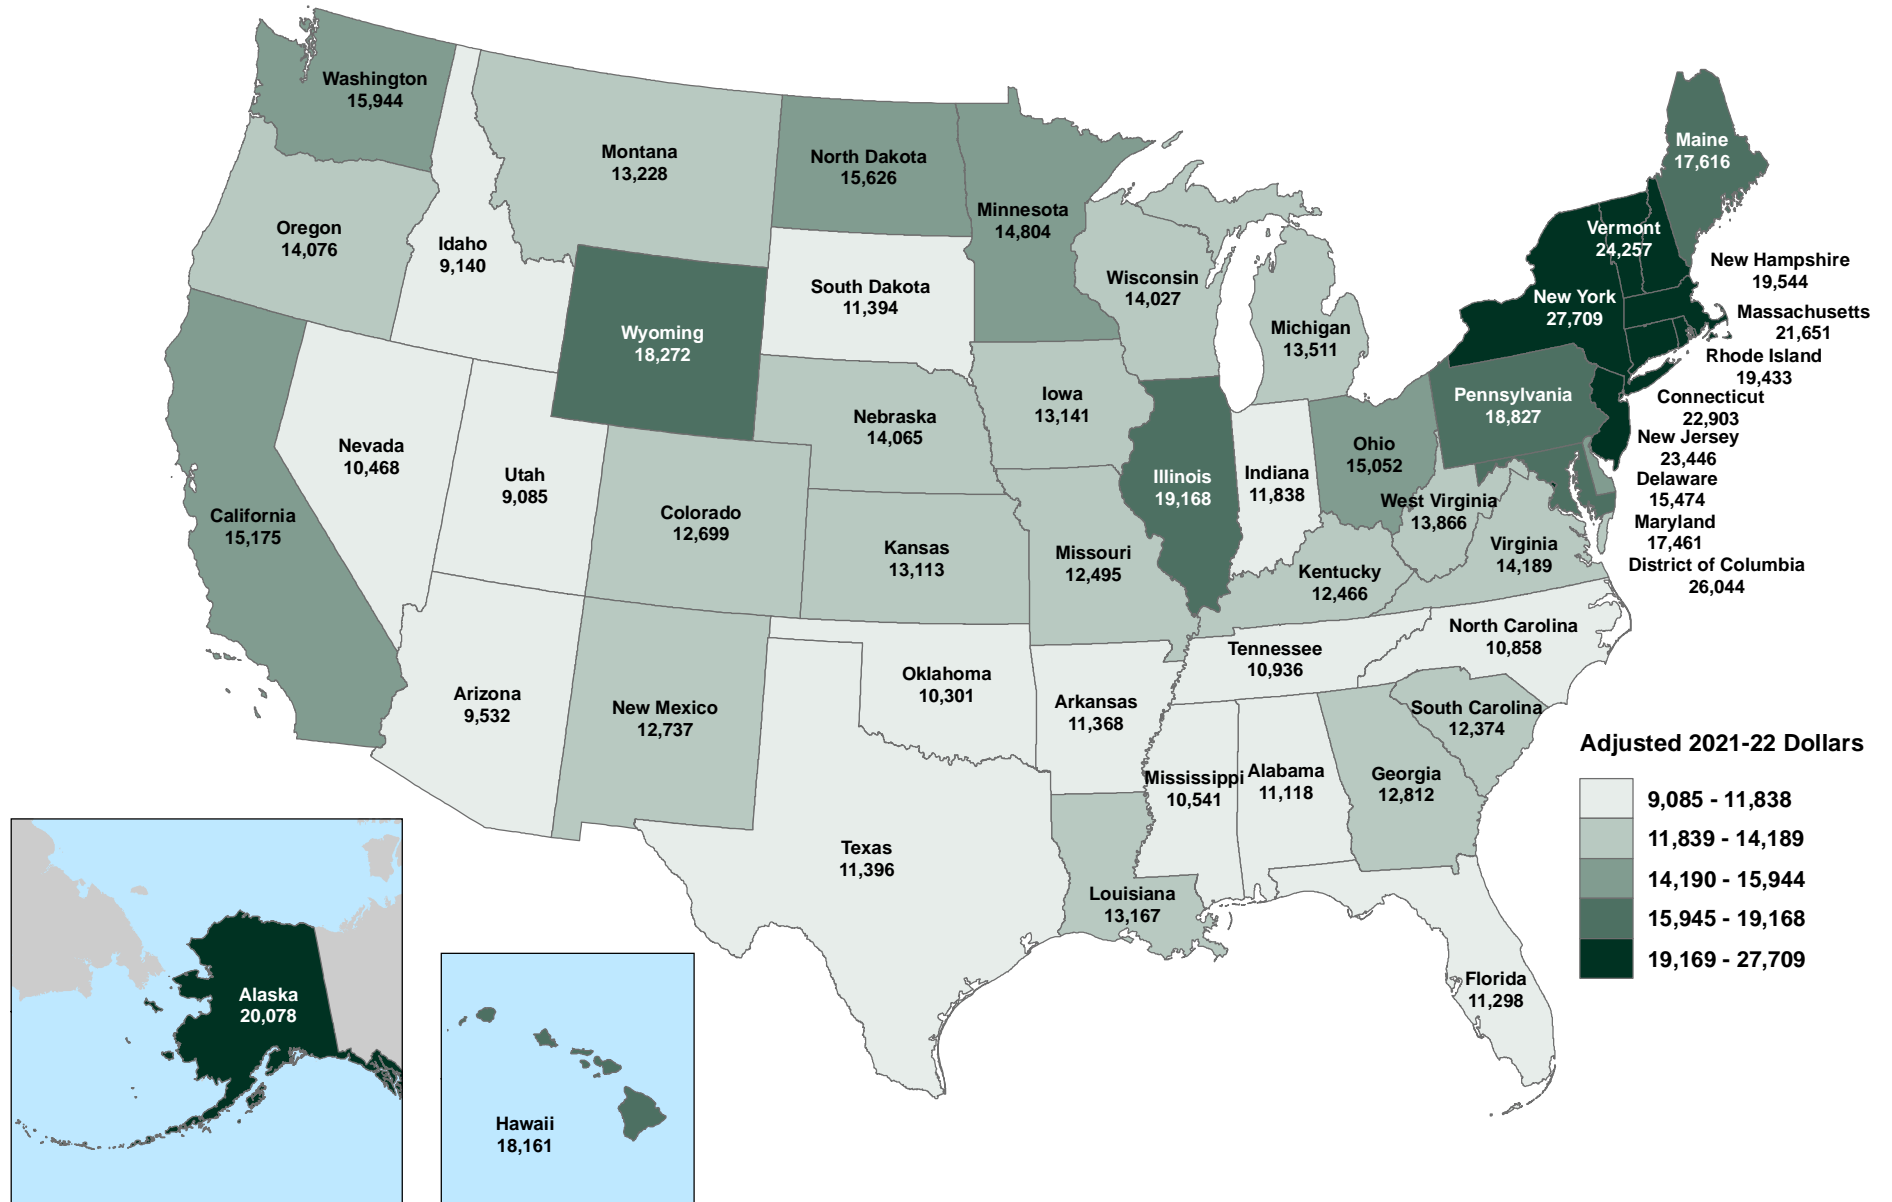 Washington
15,944
Montana
13,228
North Dakota
15,626
Minnesota
14,804
Maine
17,616
Oregon
14,076
Idaho
9,140
Wyoming
18,272
South Dakota
11,394
Wisconsin
14,027
Michigan
13,511
Vermont
24,257
New York
27,709
New Hampshire
19,544
Massachusetts
21,651
Rhode Island
19,433
Connecticut
22,903
New Jersey
23,446
Delaware
15,474
Maryland
17,461
District of Columbia
26,044
Pennsylvania
18,827
Nevada
10,468
Utah
9,085
Nebraska
14,065
Iowa
13,141
Illinois
19,168
Indiana
11,838
Ohio
15,052
West Virginia
13,866
Virginia
14,189
California
15,175
Colorado
12,699
Kansas
13,113
Missouri
12,495
Kentucky
12,466
North Carolina
10,858
Tennessee
10,936
Arizona
9,532
New Mexico
12,737
Oklahoma
10,301
Arkansas
11,368
South Carolina
12,374
Mississippi
10,541
Alabama
11,118
Georgia
12,812
Texas
11,396
Louisiana
13,167
Florida
11,298
Alaska
20,078
Hawaii
18,161
Adjusted 2021-22 Dollars
9,085 - 11,838
11,839 - 14,189
14,190 - 15,944
15,945 - 19,168
19,169 - 27,709